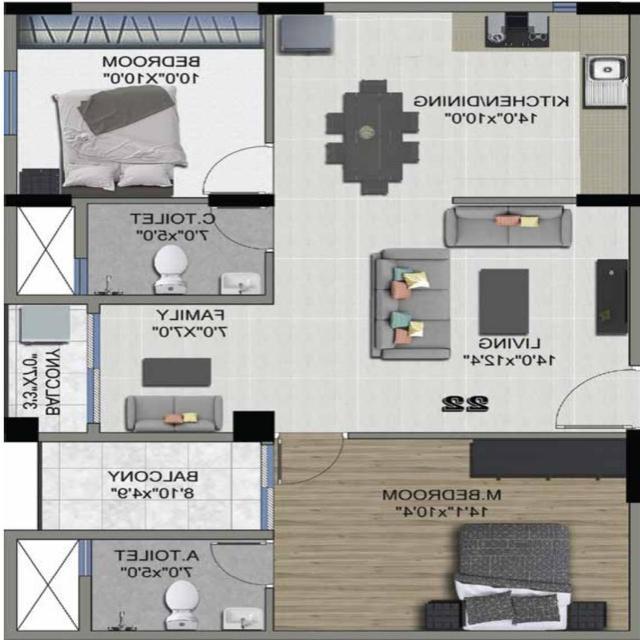 BEDROOM
10'0"X10'0"
KITCHEN/DINING
14'0"x10'0"
C.TOILET
7'0"x5'0"
FAMILY
7'0"X7'0"
LIVING
14'0"x12'4"
BALCONY
3'3"X7'0"
22
BALCONY
8'10"x4'9"
M.BEDROOM
14'1"x10'4"
A.TOILET
7'0"x5'0"